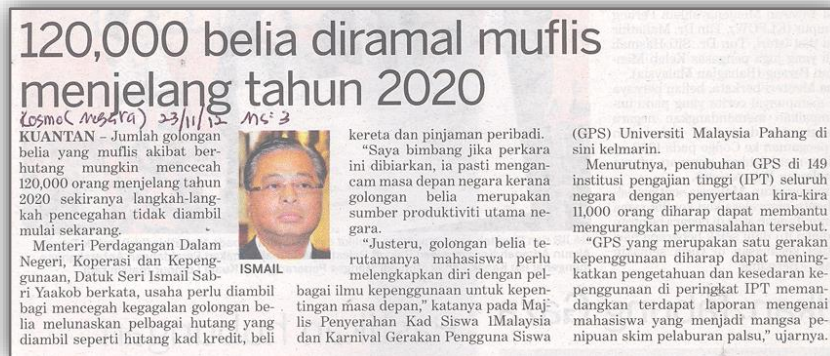 120,000 belia diramal muflis
menjelang tahun 2020
Kosmo (Negara) 23/11/12 ms: 3
KUANTAN – Jumlah golongan
belia yang muflis akibat ber-
hutang mungkin mencecah
120,000 orang menjelang tahun
2020 sekiranya langkah-lang-
kah pencegahan tidak diambil
mulai sekarang.
Menteri Perdagangan Dalam
Negeri, Koperasi dan Kepeng-
gunaan, Datuk Seri Ismail Sab-
ri Yaakob berkata, usaha perlu diambil
bagi mencegah kegagalan golongan be-
lia melunaskan pelbagai hutang yang
diambil seperti hutang kad kredit, beli
ISMAIL
kereta dan pinjaman peribadi.
"Saya bimbang jika perkara
ini dibiarkan, ia pasti mengan-
cam masa depan negara kerana
golongan belia merupakan
sumber produktiviti utama ne-
gara.
"Justeru, golongan belia te-
rutamanya mahasiswa perlu
melengkapkan diri dengan pel-
bagai ilmu kepenggunaan untuk kepen-
tingan masa depan," katanya pada Maj-
lis Penyerahan Kad Siswa 1Malaysia
dan Karnival Gerakan Pengguna Siswa
(GPS) Universiti Malaysia Pahang di
sini kelmarin.
Menurutnya, penubuhan GPS di 149
institusi pengajian tinggi (IPT) seluruh
negara dengan penyertaan kira-kira
11,000 orang diharap dapat membantu
mengurangkan permasalahan tersebut.
"GPS yang merupakan satu gerakan
kepenggunaan diharap dapat mening-
katkan pengetahuan dan kesedaran ke-
penggunaan di peringkat IPT meman-
dangkan terdapat laporan mengenai
mahasiswa yang menjadi mangsa pe-
nipuan skim pelaburan palsu," ujarnya.